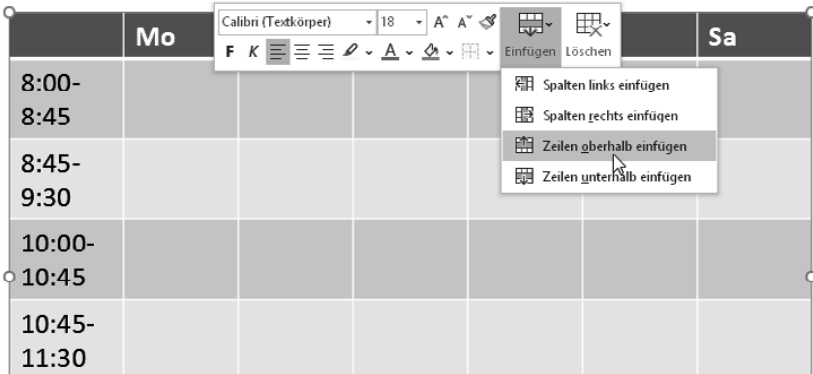 Calibri (Textkörper) 18 A A
F K A
Einfügen Löschen
Mo Sa
Spalten links einfügen
Spalten rechts einfügen
Zeilen oberhalb einfügen
Zeilen unterhalb einfügen
8:00-
8:45
8:45-
9:30
10:00-
10:45
10:45-
11:30